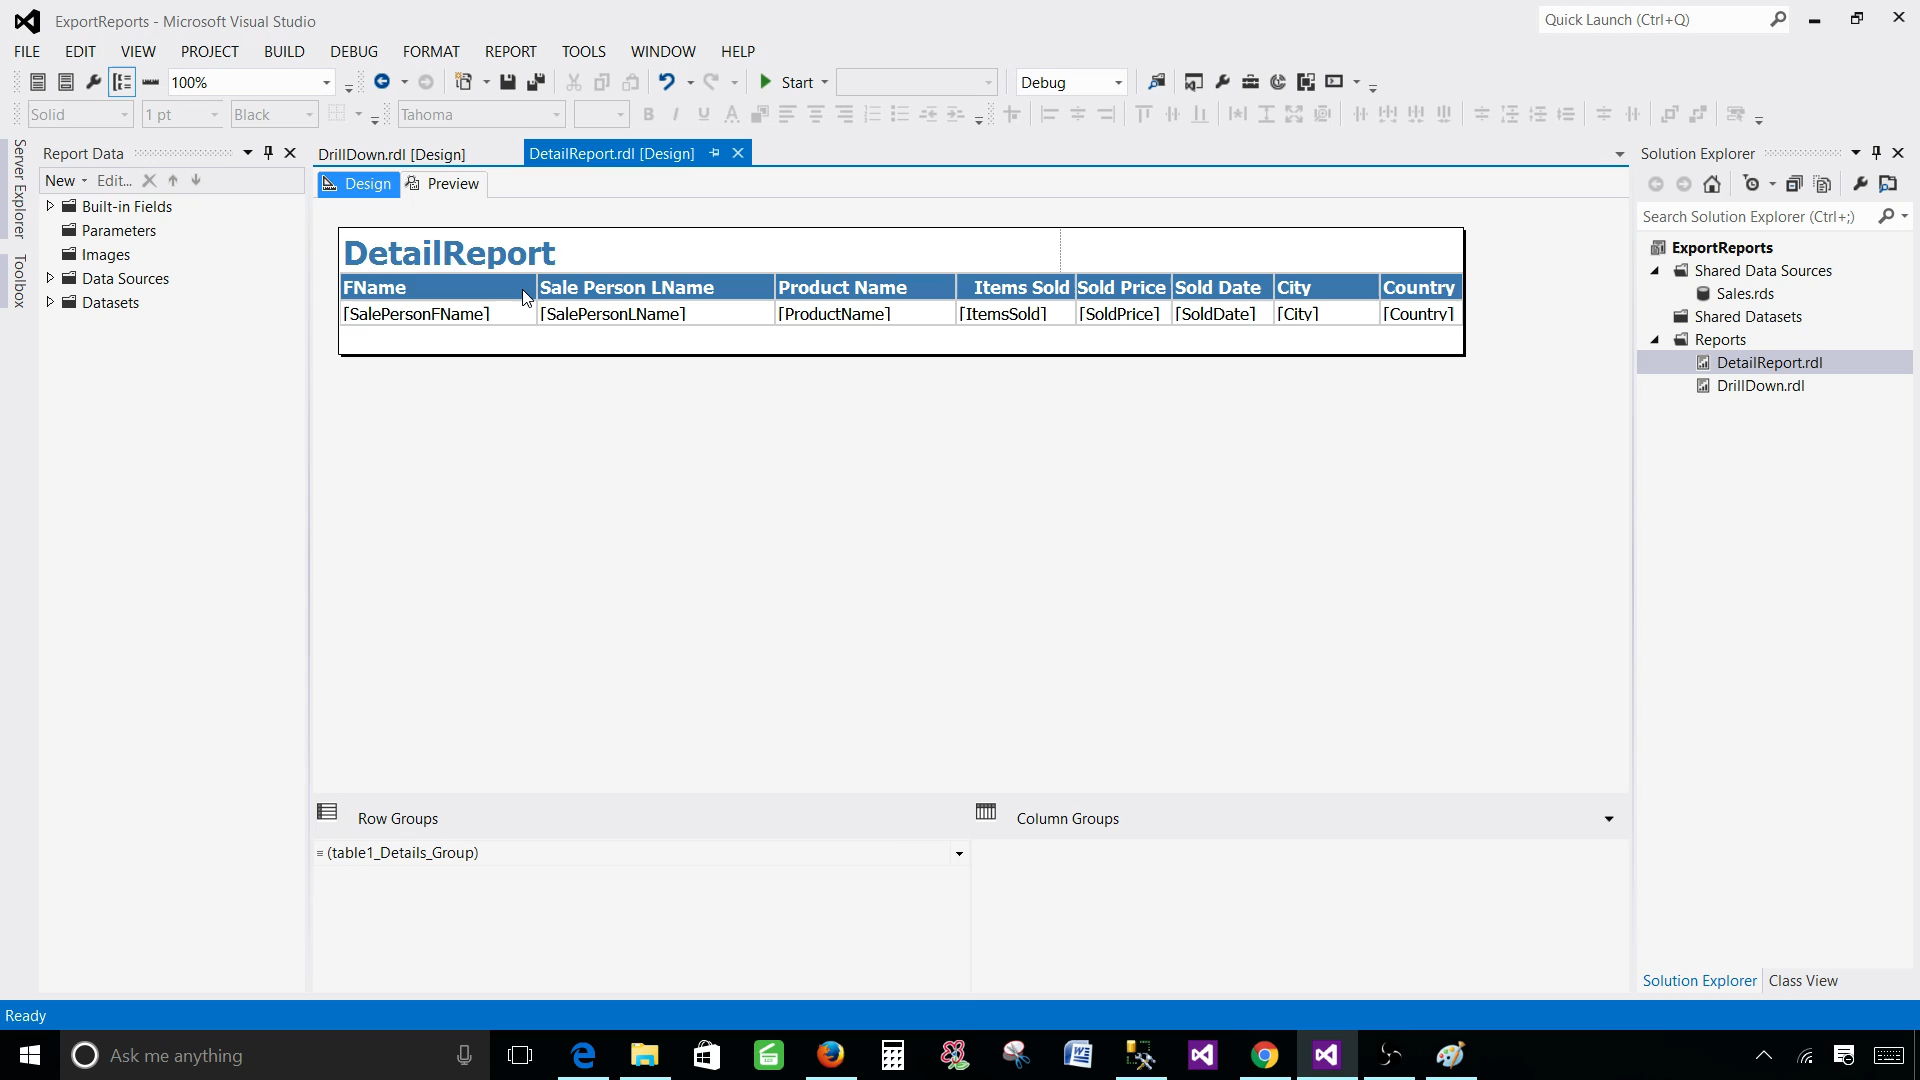 ExportReports - Microsoft Visual Studio
Quick Launch (Ctrl+Q)
FILE EDIT VIEW PROJECT BUILD DEBUG FORMAT REPORT TOOLS WINDOW HELP
100% Start Debug
Solid 1 pt Black Tahoma B I U A
Server Explorer
Toolbox
Report Data
New Edit...
Built-in Fields
Parameters
Images
Data Sources
Datasets
DrillDown.rdl [Design] DetailReport.rdl [Design]
Design Preview
DetailReport
FName Sale Person LName Product Name Items Sold Sold Price Sold Date City Country
[SalePersonFName] [SalePersonLName] [ProductName] [ItemsSold] [SoldPrice] [SoldDate] [City] [Country]
Row Groups Column Groups
(table1_Details_Group)
Solution Explorer
Search Solution Explorer (Ctrl+;)
ExportReports
Shared Data Sources
Sales.rds
Shared Datasets
Reports
DetailReport.rdl
DrillDown.rdl
Solution Explorer Class View
Ready
Ask me anything